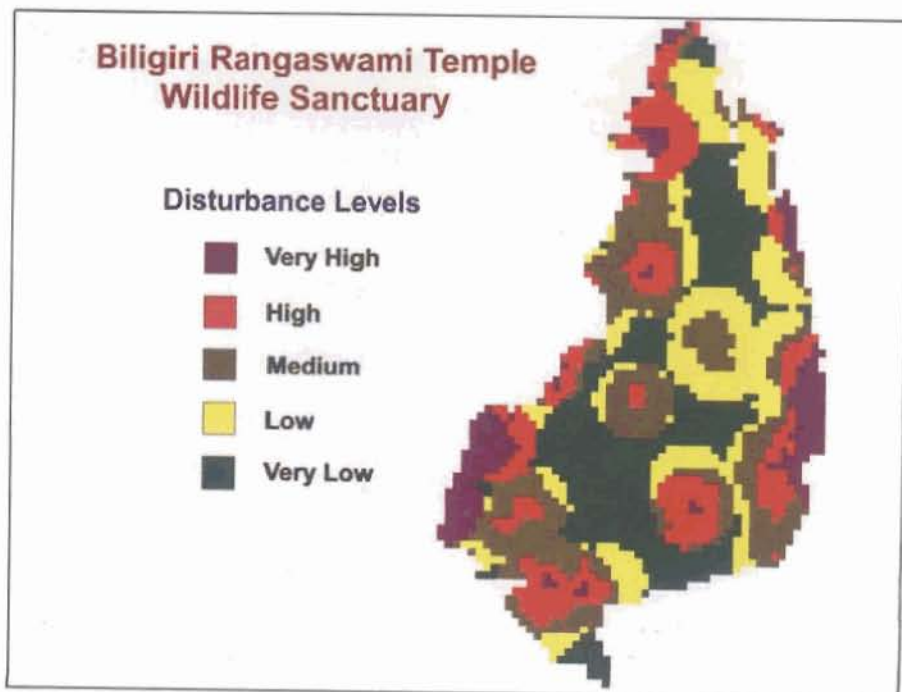 Biligiri Rangaswami Temple
Wildlife Sanctuary
Disturbance Levels
Very High
High
Medium
Low
Very Low